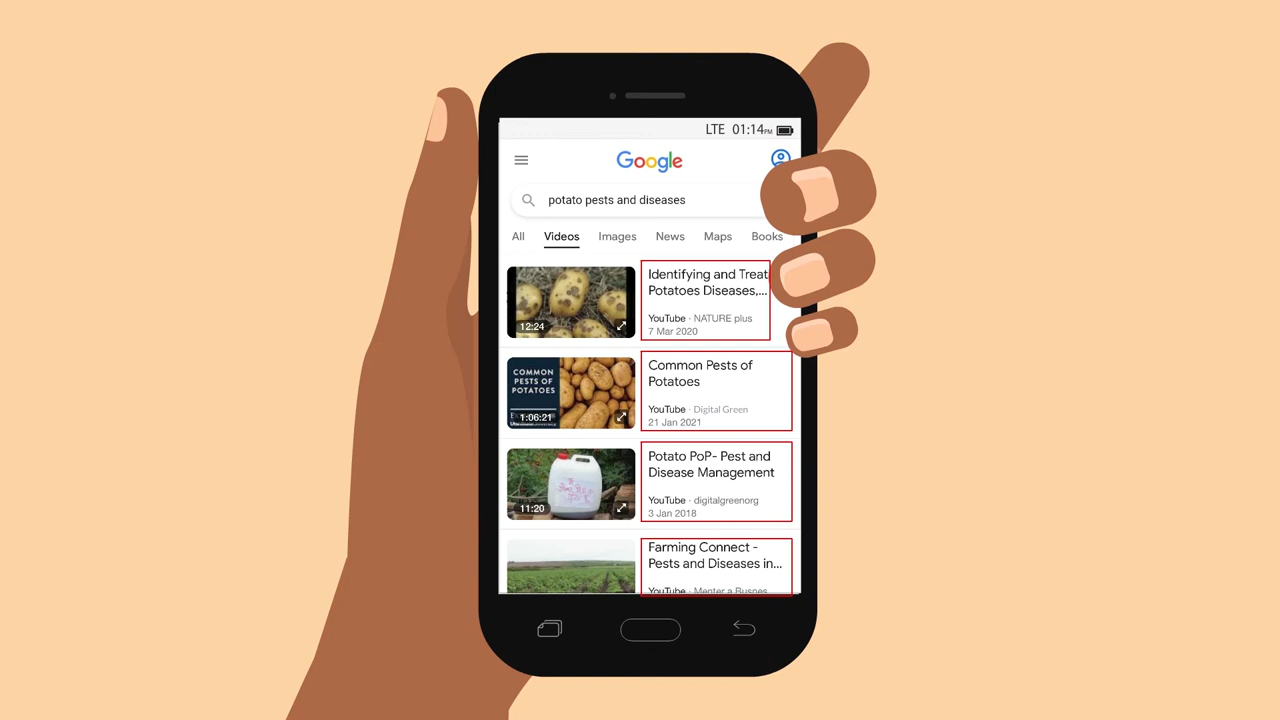 LTE 01:14PM
Google
potato pests and diseases
All Videos Images News Maps Books
Identifying and Treat
Potatoes Diseases,...
YouTube · NATURE plus
7 Mar 2020
12:24
COMMON
PESTS OF
POTATOES
1:06:21
Common Pests of
Potatoes
YouTube · Digital Green
21 Jan 2021
11:20
Potato PoP- Pest and
Disease Management
YouTube · digitalgreenorg
3 Jan 2018
Farming Connect -
Pests and Diseases in...
YouTube · Menter a Busnes